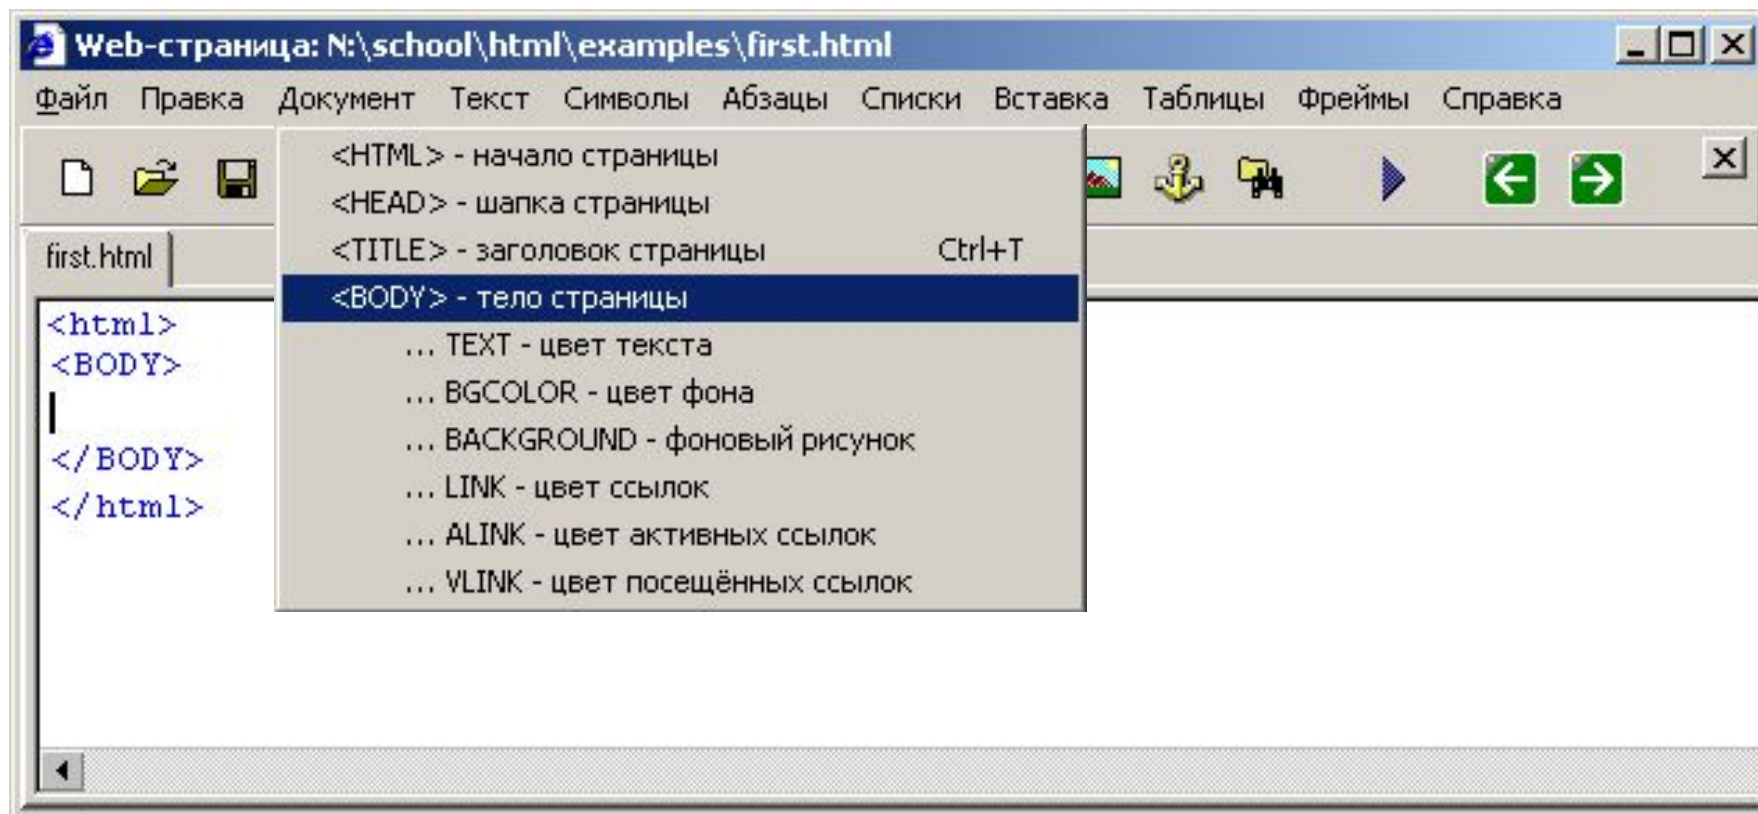 Web-страница: N:\school\html\examples\first.html
Файл Правка Документ Текст Символы Абзацы Списки Вставка Таблицы Фреймы Справка
<HTML> - начало страницы
<HEAD> - шапка страницы
<TITLE> - заголовок страницы Ctrl+T
<BODY> - тело страницы
... TEXT - цвет текста
... BGCOLOR - цвет фона
... BACKGROUND - фоновый рисунок
... LINK - цвет ссылок
... ALINK - цвет активных ссылок
... VLINK - цвет посещённых ссылок
first.html
<html>
<BODY>
</BODY>
</html>